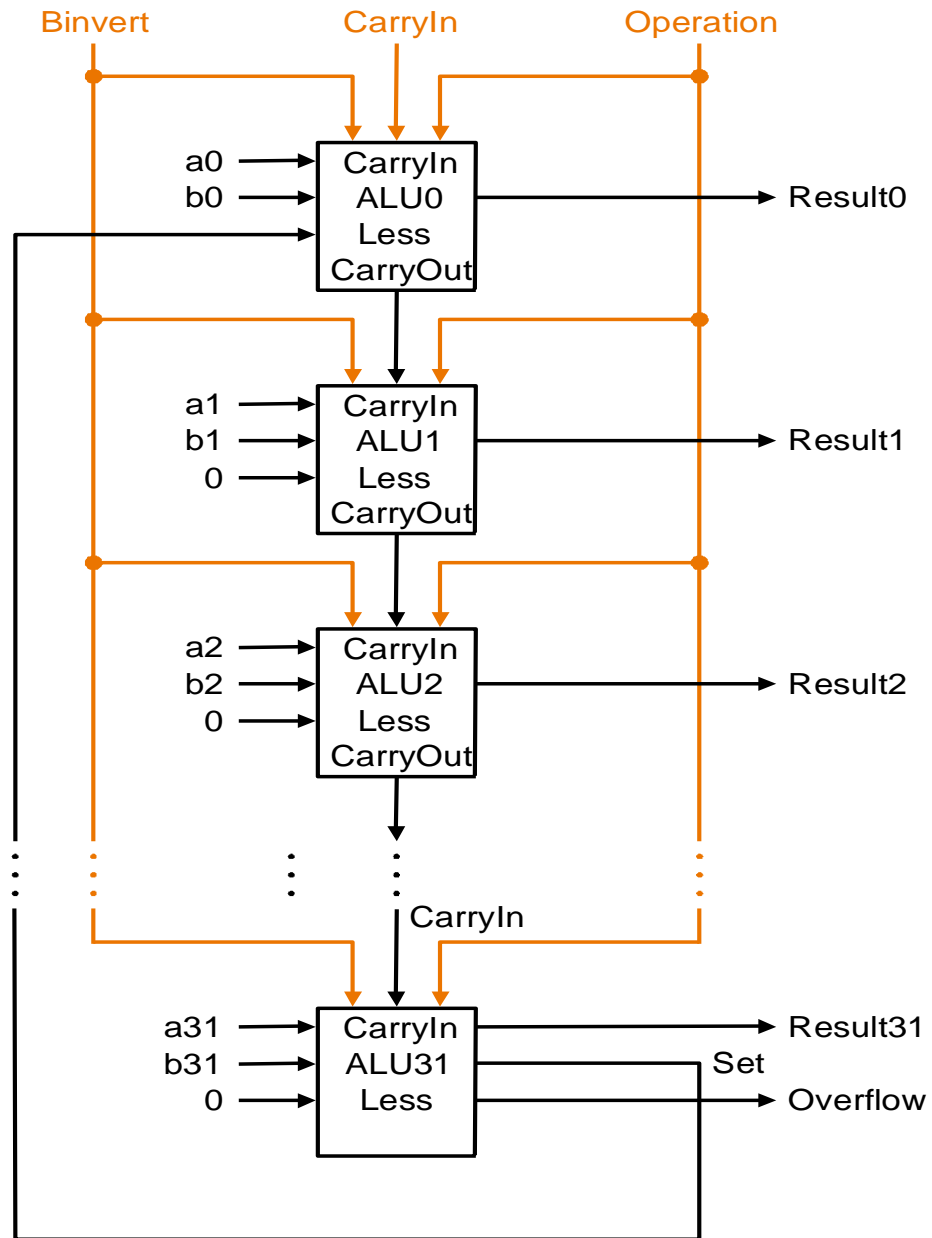 Binvert CarryIn Operation
a0 CarryIn
b0 ALU0 Result0
Less
CarryOut
a1 CarryIn
b1 ALU1 Result1
0 Less
CarryOut
a2 CarryIn
b2 ALU2 Result2
0 Less
CarryOut
CarryIn
a31 CarryIn Result31
b31 ALU31 Set
0 Less Overflow